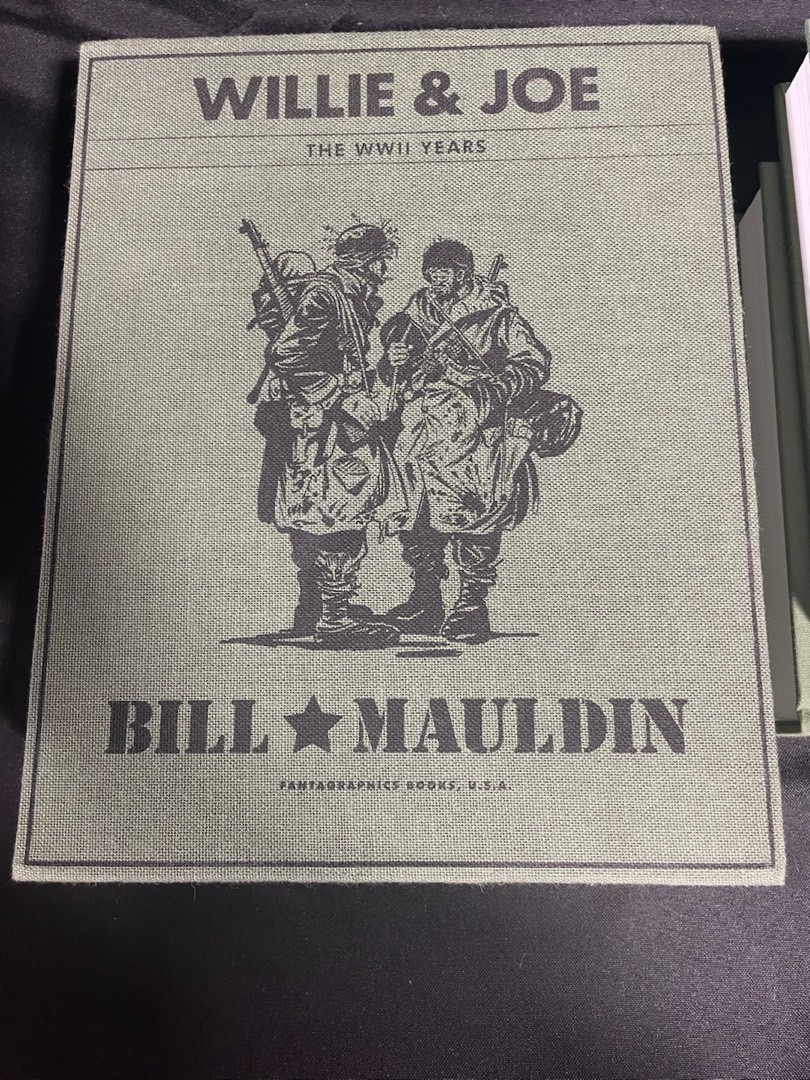 WILLIE & JOE
THE WWII YEARS
BILL ★ MAULDIN
FANTAGRAPHICS BOOKS, U.S.A.